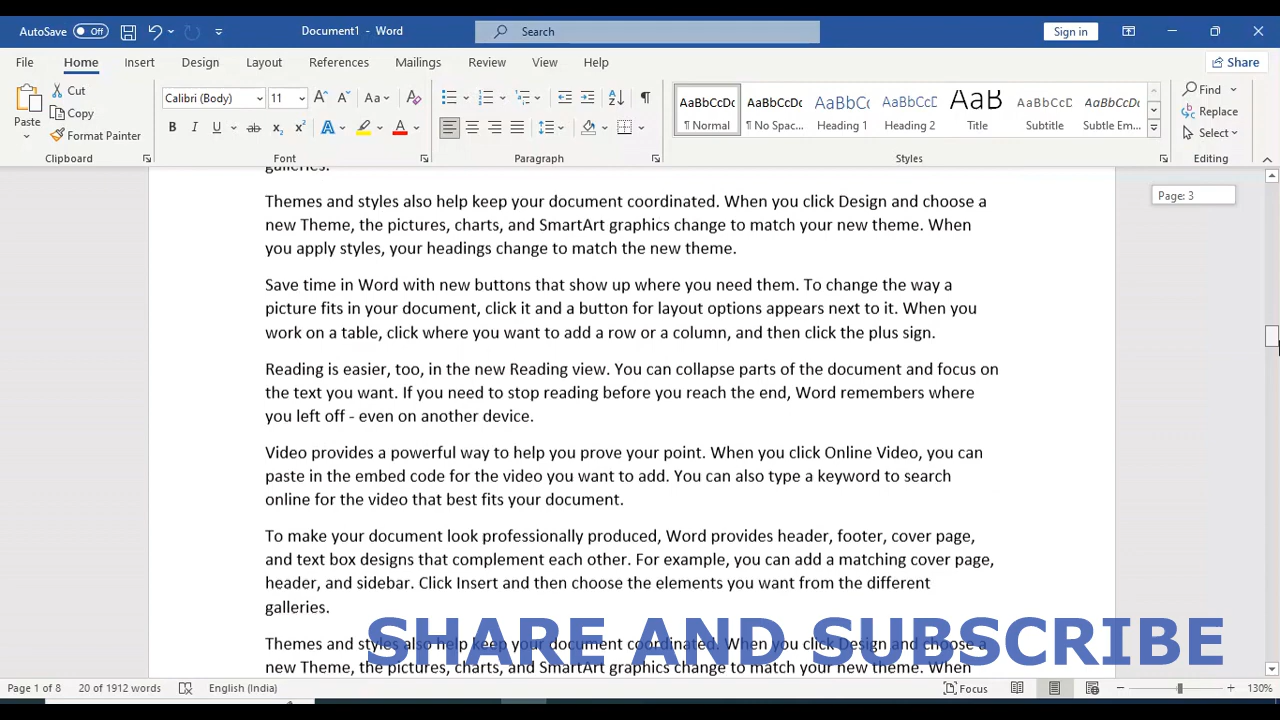 AutoSave Off Document1 - Word Search Sign in
File Home Insert Design Layout References Mailings Review View Help Share
Cut
Copy
Paste Format Painter
Calibri (Body) 11 Aa
B I U ab x₂ x² A A
AaBbCcDc AaBbCcDc AaBbCc AaBbCcD AaB AaBbCcD AaBbCcDc
¶ Normal ¶ No Spac... Heading 1 Heading 2 Title Subtitle Subtle Em...
Find
Replace
Select
Clipboard Font Paragraph Styles Editing
galleries.
Page: 3
Themes and styles also help keep your document coordinated. When you click Design and choose a
new Theme, the pictures, charts, and SmartArt graphics change to match your new theme. When
you apply styles, your headings change to match the new theme.
Save time in Word with new buttons that show up where you need them. To change the way a
picture fits in your document, click it and a button for layout options appears next to it. When you
work on a table, click where you want to add a row or a column, and then click the plus sign.
Reading is easier, too, in the new Reading view. You can collapse parts of the document and focus on
the text you want. If you need to stop reading before you reach the end, Word remembers where
you left off - even on another device.
Video provides a powerful way to help you prove your point. When you click Online Video, you can
paste in the embed code for the video you want to add. You can also type a keyword to search
online for the video that best fits your document.
To make your document look professionally produced, Word provides header, footer, cover page,
and text box designs that complement each other. For example, you can add a matching cover page,
header, and sidebar. Click Insert and then choose the elements you want from the different
galleries.
Themes and styles also help keep your document coordinated. When you click Design and choose a
new Theme, the pictures, charts, and SmartArt graphics change to match your new theme. When
SHARE AND SUBSCRIBE
Page 1 of 8 20 of 1912 words English (India) Focus 130%